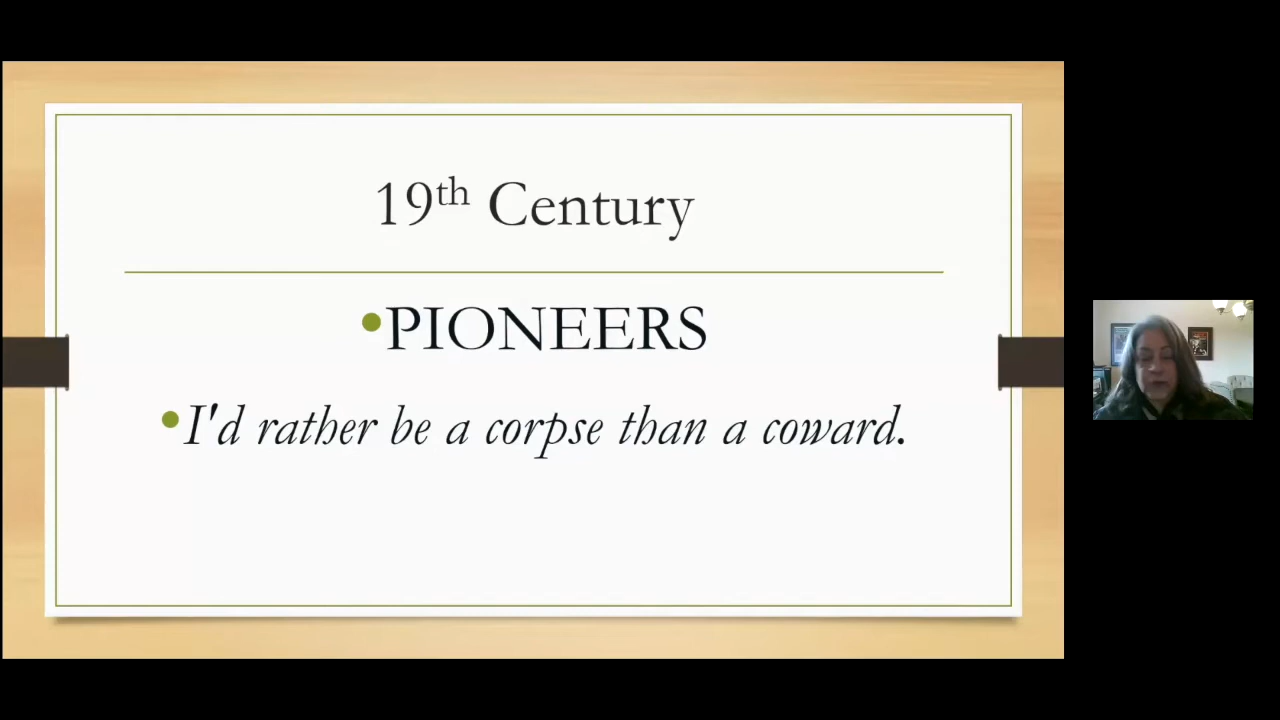 19th Century
•PIONEERS
•I'd rather be a corpse than a coward.